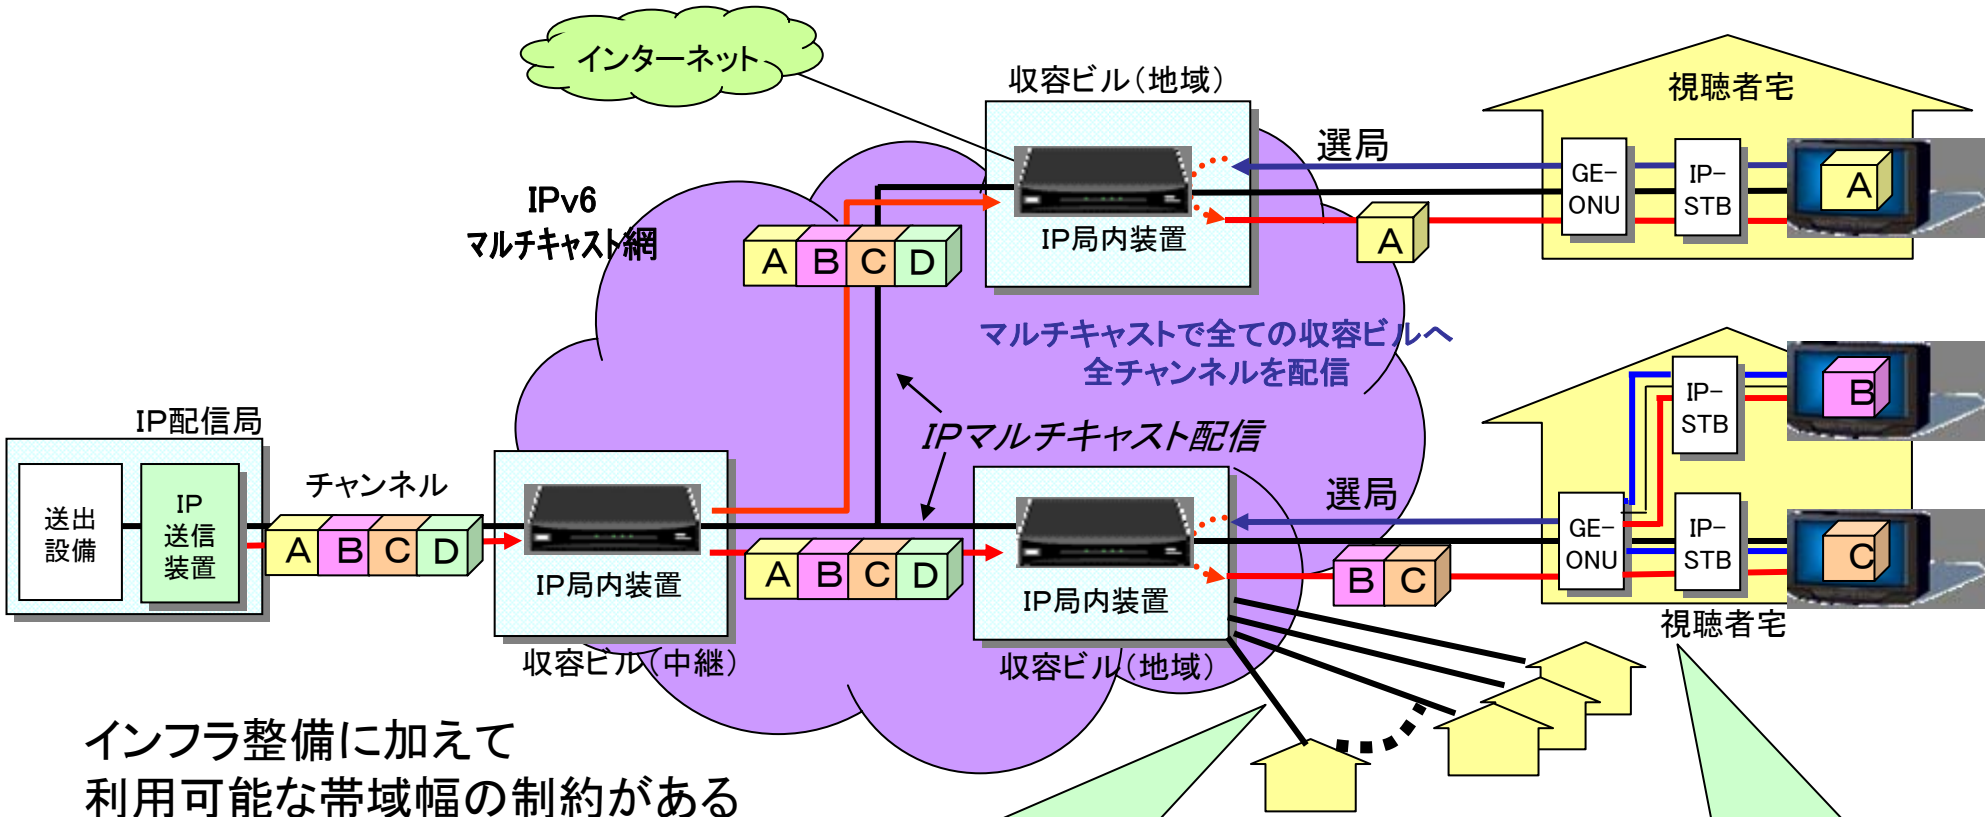 インターネット
収容ビル(地域)
視聴者宅
選局
GE-
ONU
IP-
STB
A
IPv6
マルチキャスト網
IP局内装置
A
A B C D
マルチキャストで全ての収容ビルへ
全チャンネルを配信
IP-
STB
B
IP配信局
IPマルチキャスト配信
チャンネル
選局
送出
設備
IP
送信
装置
A B C D
IP局内装置
A B C D
IP局内装置
B C
GE-
ONU
IP-
STB
C
視聴者宅
収容ビル(中継)
収容ビル(地域)
インフラ整備に加えて
利用可能な帯域幅の制約がある